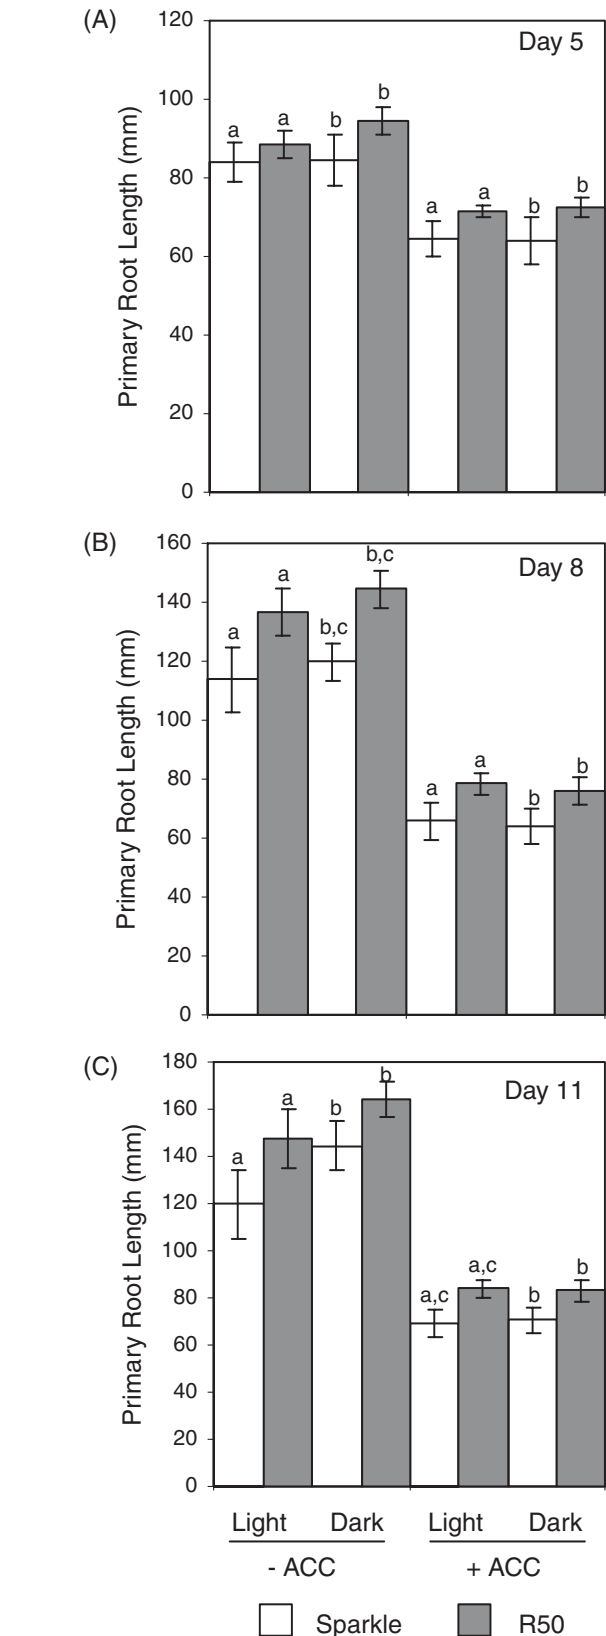 (A)
Day 5
Primary Root Length (mm)
120
100
80
60
40
20
0
a a b b a a b b
(B)
Day 8
Primary Root Length (mm)
160
140
120
100
80
60
40
20
0
a a b,c b,c a a b b
(C)
Day 11
Primary Root Length (mm)
180
160
140
120
100
80
60
40
20
0
a a b b a,c a,c b b
Light Dark Light Dark
- ACC + ACC
Sparkle R50